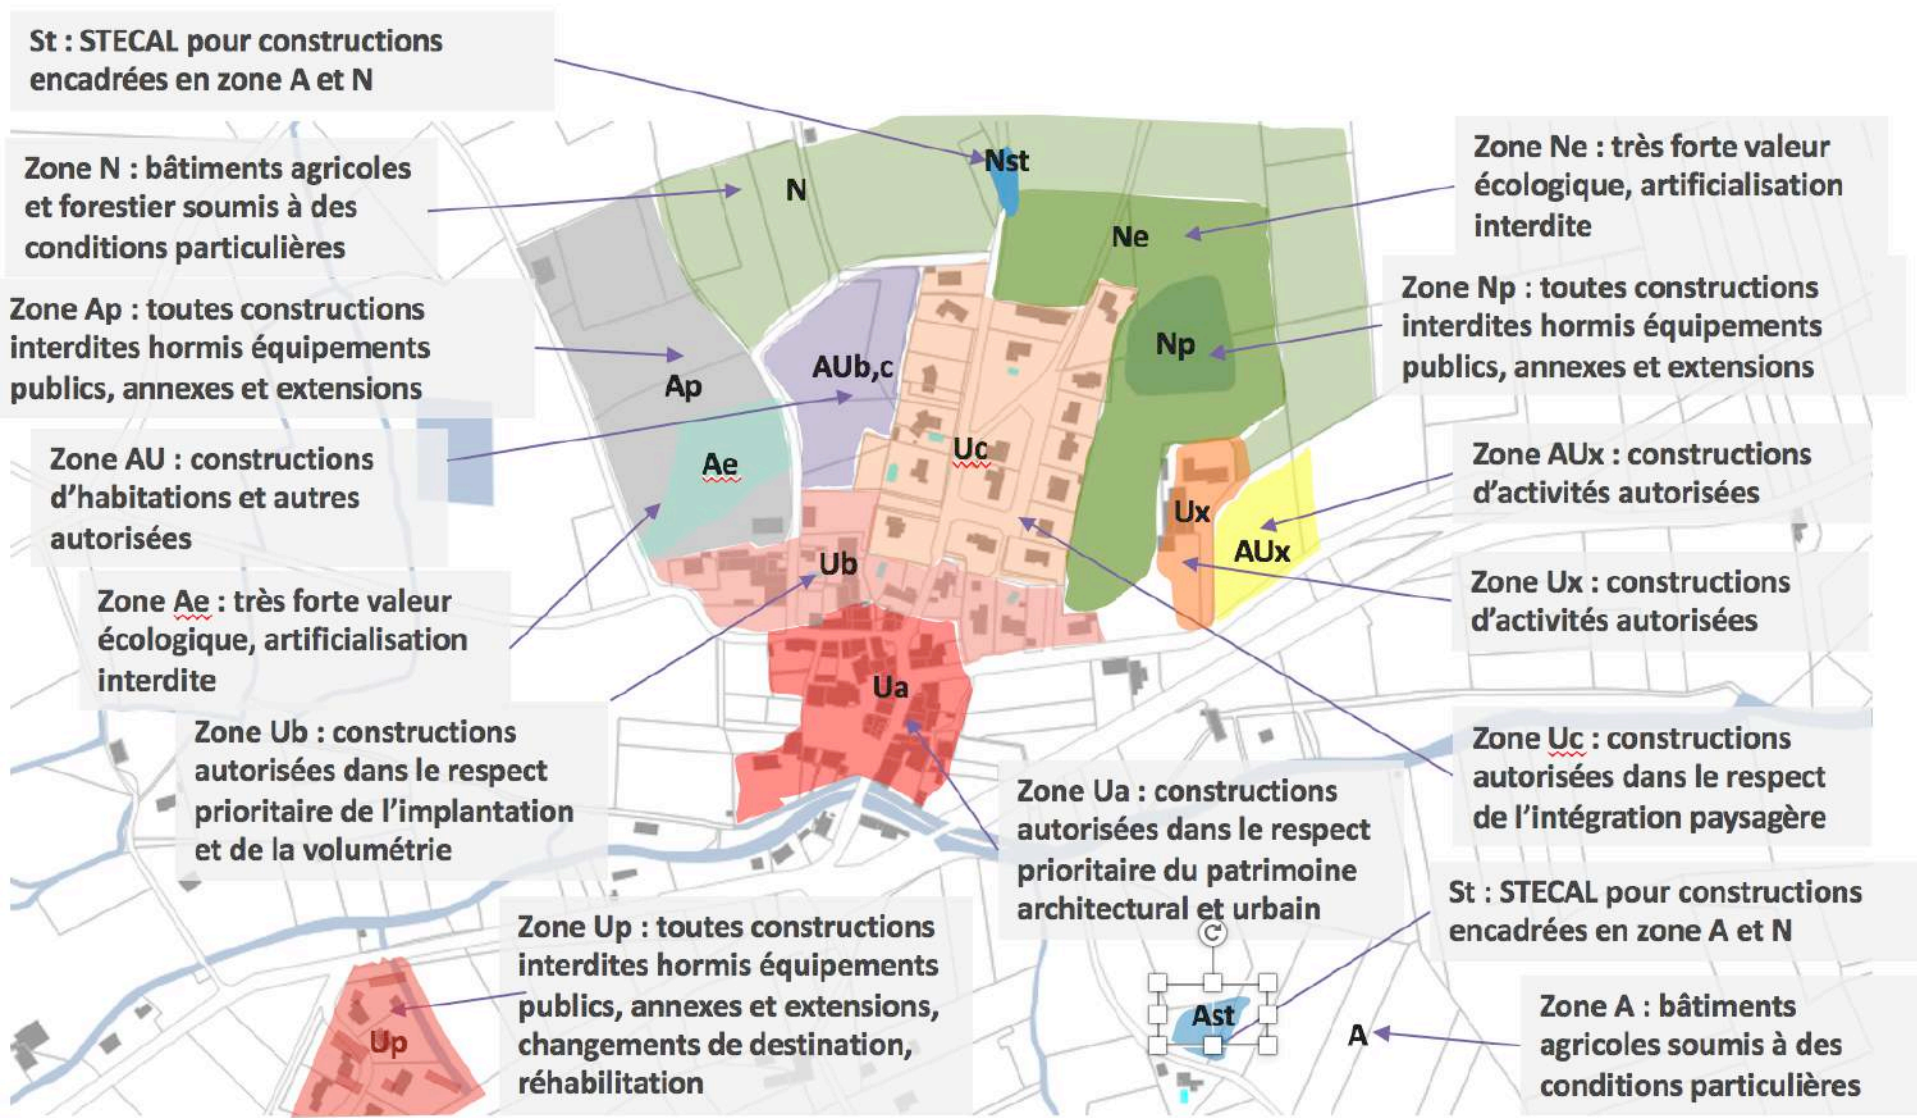 St : STECAL pour constructions
encadrées en zone A et N
Zone N : bâtiments agricoles
et forestier soumis à des
conditions particulières
Zone Ap : toutes constructions
interdites hormis équipements
publics, annexes et extensions
Zone AU : constructions
d’habitations et autres
autorisées
Zone Ae : très forte valeur
écologique, artificialisation
interdite
Zone Ub : constructions
autorisées dans le respect
prioritaire de l’implantation
et de la volumétrie
Zone Up : toutes constructions
interdites hormis équipements
publics, annexes et extensions,
changements de destination,
réhabilitation
N
Nst
Ne
Np
AUb,c
Ap
Ae
Uc
Ux
AUx
Ub
Ua
Up
Ast
A
Zone Ne : très forte valeur
écologique, artificialisation
interdite
Zone Np : toutes constructions
interdites hormis équipements
publics, annexes et extensions
Zone AUx : constructions
d’activités autorisées
Zone Ux : constructions
d’activités autorisées
Zone Uc : constructions
autorisées dans le respect
de l’intégration paysagère
Zone Ua : constructions
autorisées dans le respect
prioritaire du patrimoine
architectural et urbain
St : STECAL pour constructions
encadrées en zone A et N
Zone A : bâtiments
agricoles soumis à des
conditions particulières